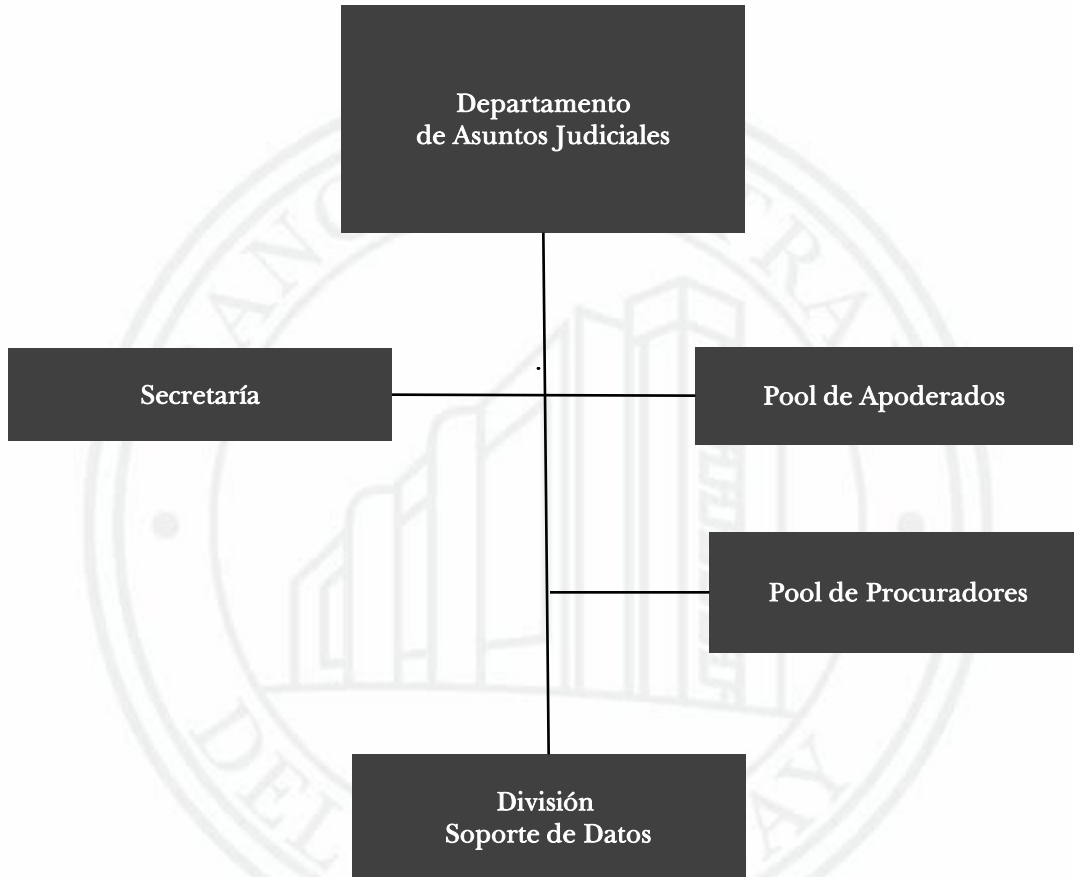 Departamento
de Asuntos Judiciales
Secretaría
Pool de Apoderados
Pool de Procuradores
División
Soporte de Datos